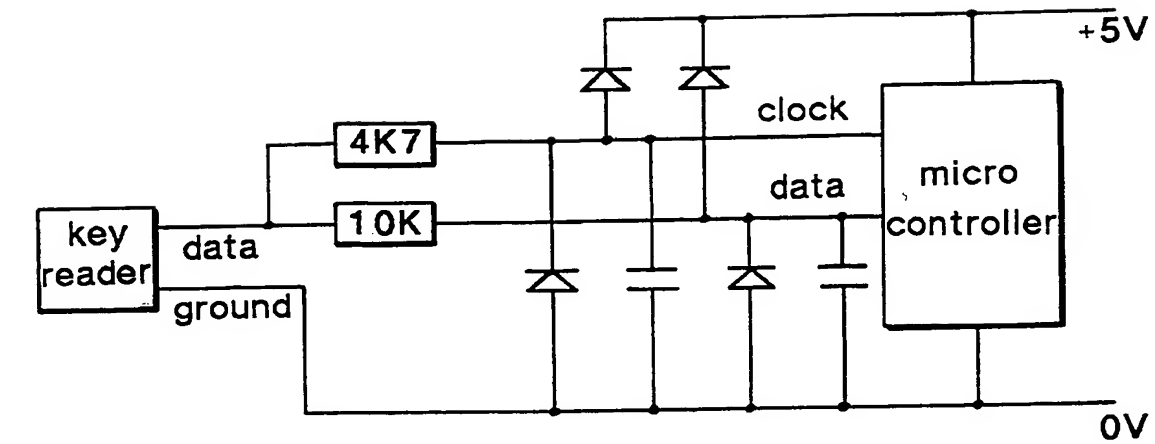 +5V
clock
4K7
micro
controller
data
10K
key
reader
data
ground
0V